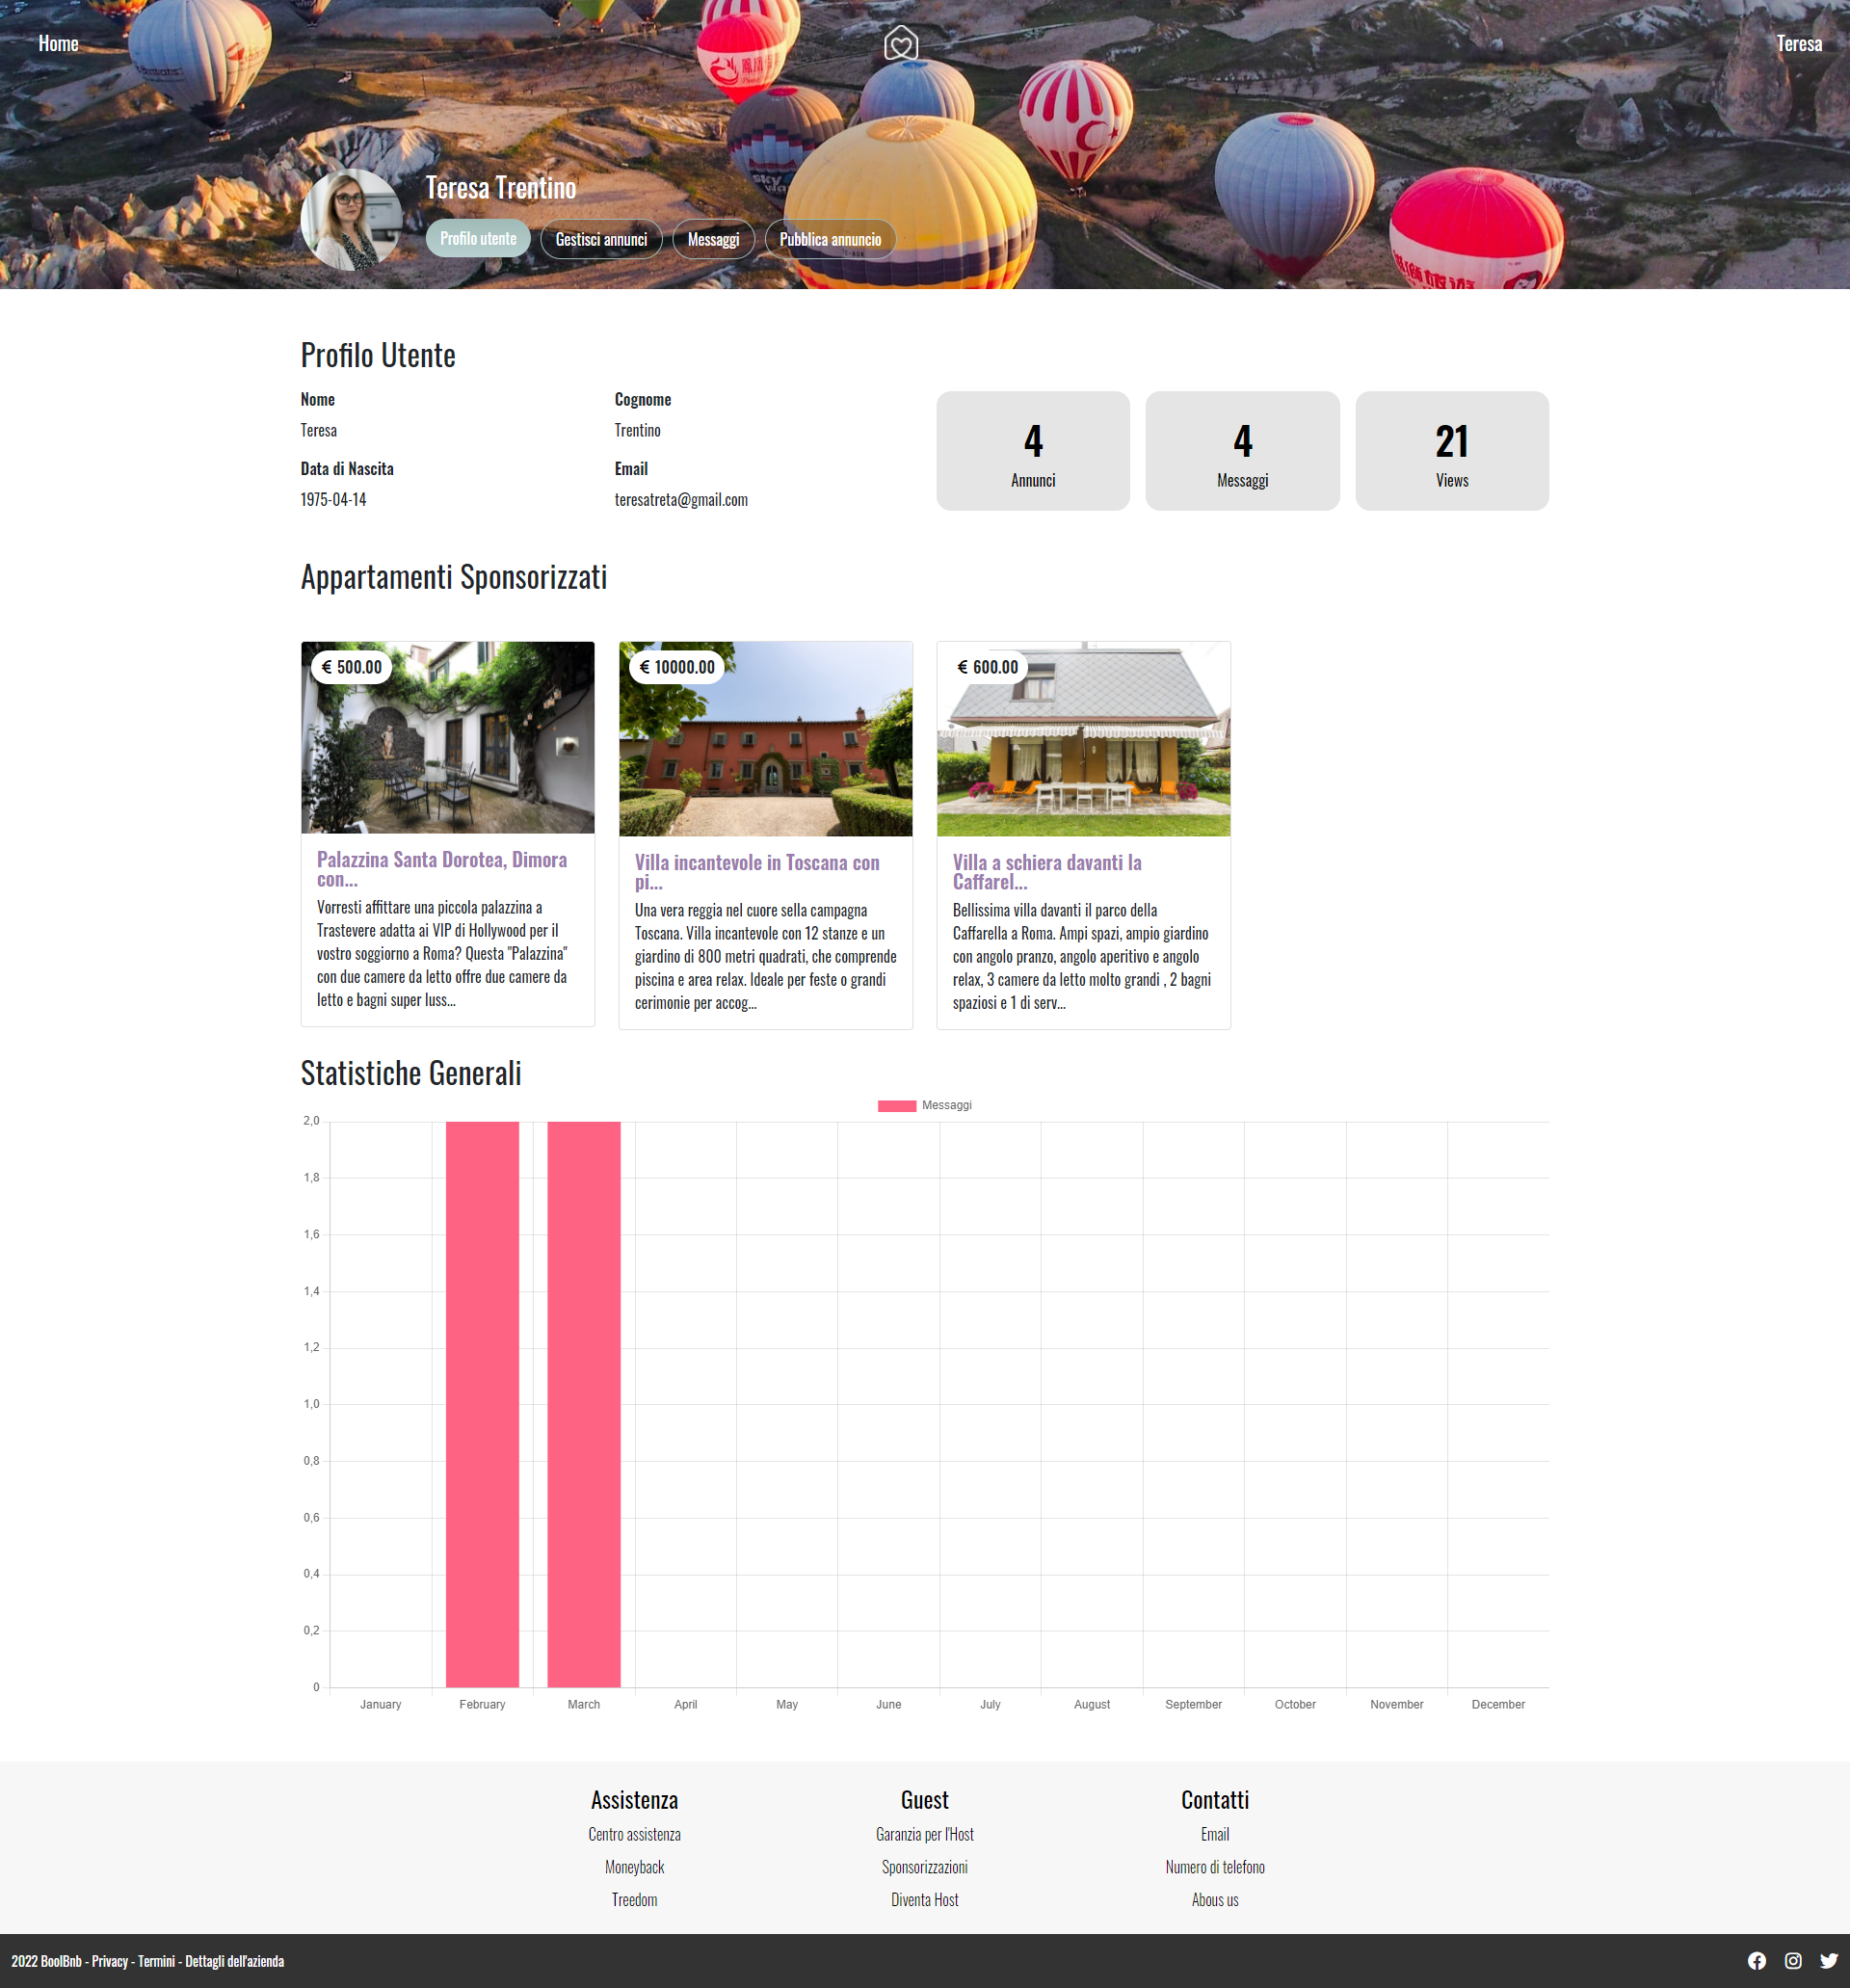 Home
Teresa
Teresa Trentino
Profilo utente
Gestisci annunci
Messaggi
Pubblica annuncio
Profilo Utente
Nome
Teresa
Cognome
Trentino
Data di Nascita
1975-04-14
Email
teresatreta@gmail.com
4
Annunci
4
Messaggi
21
Views
Appartamenti Sponsorizzati
€ 500.00
Palazzina Santa Dorotea, Dimora
con...
Vorresti affittare una piccola palazzina a
Trastevere adatta ai VIP di Hollywood per il
vostro soggiorno a Roma? Questa "Palazzina"
con due camere da letto offre due camere da
letto e bagni super luss...
€ 10000.00
Villa incantevole in Toscana con
pi...
Una vera reggia nel cuore sella campagna
Toscana. Villa incantevole con 12 stanze e un
giardino di 800 metri quadrati, che comprende
piscina e area relax. Ideale per feste o grandi
cerimonie per accog...
€ 600.00
Villa a schiera davanti la
Caffarel...
Bellissima villa davanti il parco della
Caffarella a Roma. Ampi spazi, ampio giardino
con angolo pranzo, angolo aperitivo e angolo
relax, 3 camere da letto molto grandi , 2 bagni
spaziosi e 1 di serv...
Statistiche Generali
Messaggi
2,0
1,8
1,6
1,4
1,2
1,0
0,8
0,6
0,4
0,2
0
January February March April May June July August September October November December
Assistenza
Centro assistenza
Moneyback
Treedom
Guest
Garanzia per l'Host
Sponsorizzazioni
Diventa Host
Contatti
Email
Numero di telefono
Abous us
2022 BoolBnb - Privacy - Termini - Dettagli dell'azienda